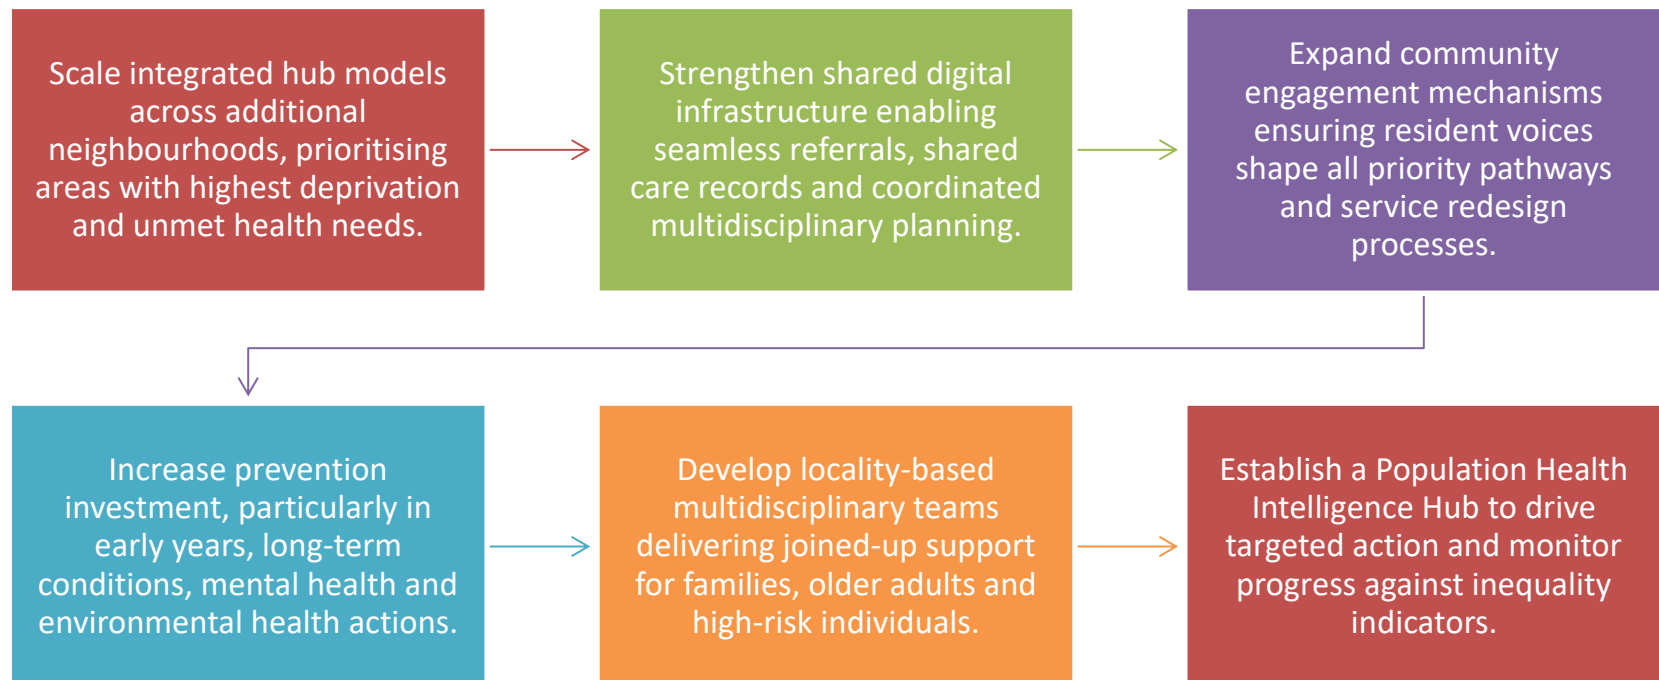 Scale integrated hub models
across additional
neighbourhoods, prioritising
areas with highest deprivation
and unmet health needs.
Strengthen shared digital
infrastructure enabling
seamless referrals, shared
care records and coordinated
multidisciplinary planning.
Expand community
engagement mechanisms
ensuring resident voices
shape all priority pathways
and service redesign
processes.
Increase prevention
investment, particularly in
early years, long-term
conditions, mental health and
environmental health actions.
Develop locality-based
multidisciplinary teams
delivering joined-up support
for families, older adults and
high-risk individuals.
Establish a Population Health
Intelligence Hub to drive
targeted action and monitor
progress against inequality
indicators.